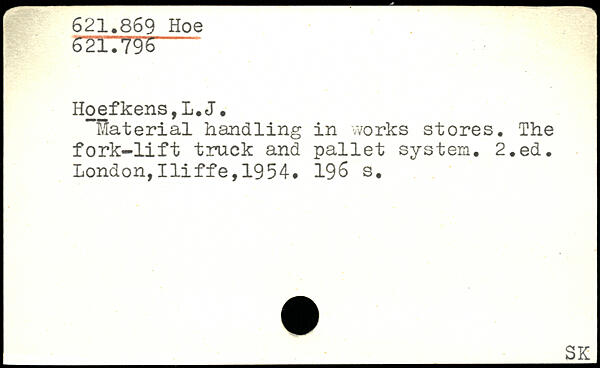 621.869 Hoe
621.796
Hoefkens,L.J.
Material handling in works stores. The
fork-lift truck and pallet system. 2.ed.
London,Iliffe,1954. 196 s.
SK